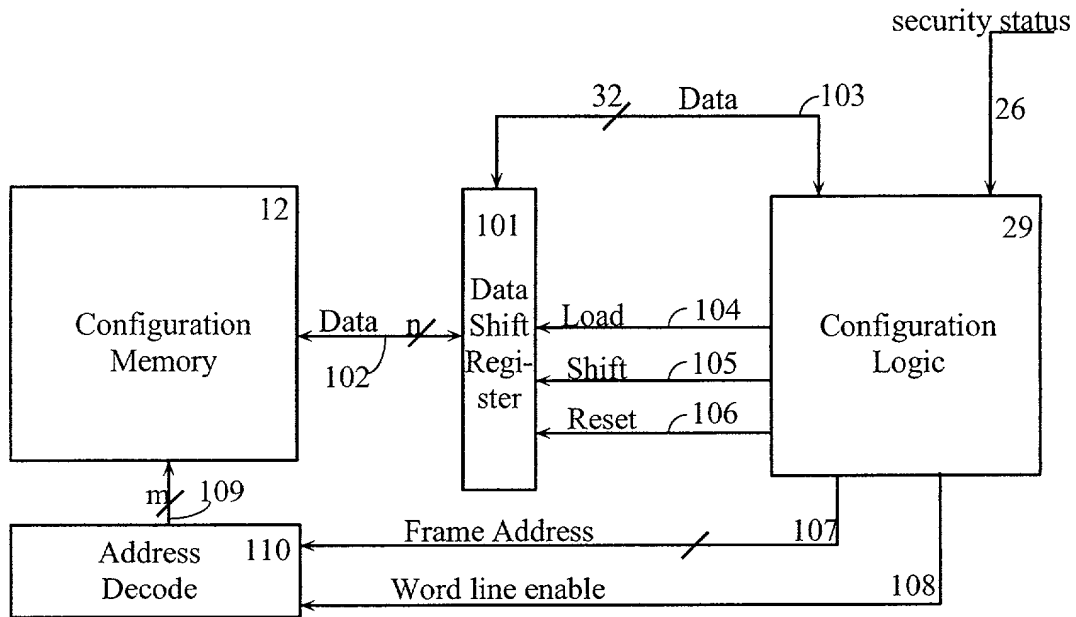 security status
32 Data 103
26
12
101
29
Configuration
Memory
Data n
102
Data
Shift
Regi-
ster
Load 104
Shift 105
Reset 106
Configuration
Logic
m 109
Address
Decode
110
Frame Address 107
Word line enable 108